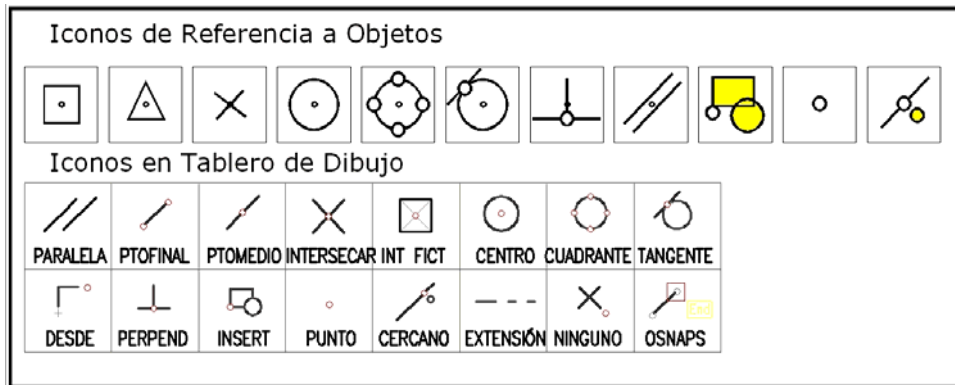 Iconos de Referencia a Objetos
Iconos en Tablero de Dibujo
PARALELA PTOFINAL PTOMEDIO INTERSECAR INT FICT CENTRO CUADRANTE TANGENTE
DESDE PERPEND INSERT PUNTO CERCANO EXTENSIÓN NINGUNO OSNAPS